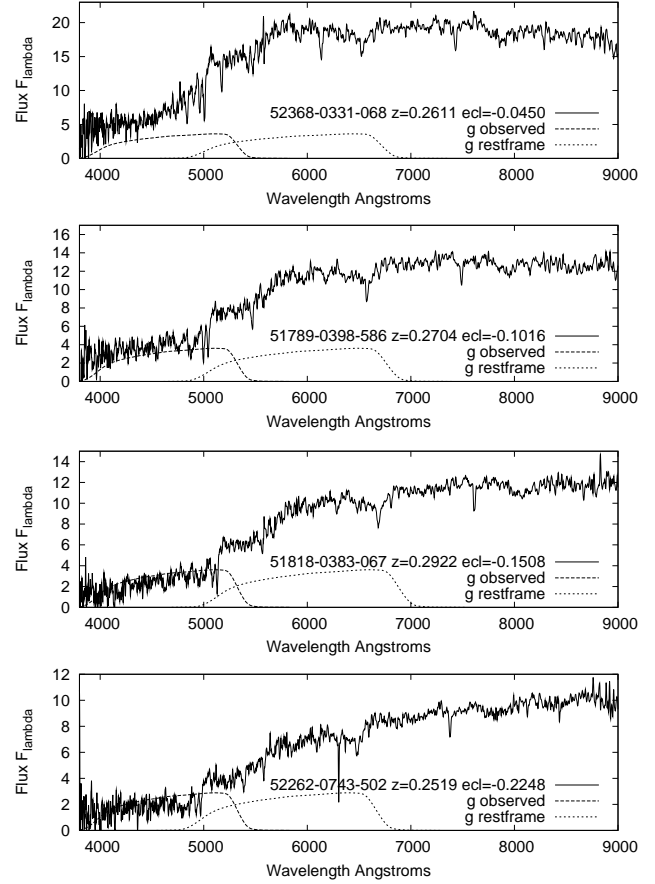 Flux F_lambda
20
15
10
5
0
52368-0331-068 z=0.2611 ecl=-0.0450
g observed
g restframe
4000 5000 6000 7000 8000 9000
Wavelength Angstroms
Flux F_lambda
16
14
12
10
8
6
4
2
0
51789-0398-586 z=0.2704 ecl=-0.1016
g observed
g restframe
4000 5000 6000 7000 8000 9000
Wavelength Angstroms
Flux F_lambda
14
12
10
8
6
4
2
0
51818-0383-067 z=0.2922 ecl=-0.1508
g observed
g restframe
4000 5000 6000 7000 8000 9000
Wavelength Angstroms
Flux F_lambda
12
10
8
6
4
2
0
52262-0743-502 z=0.2519 ecl=-0.2248
g observed
g restframe
4000 5000 6000 7000 8000 9000
Wavelength Angstroms